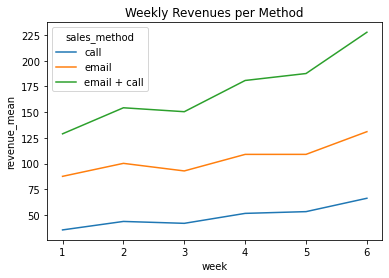 Weekly Revenues per Method
sales_method
call
email
email + call
revenue_mean
225
200
175
150
125
100
75
50
1 2 3 4 5 6
week